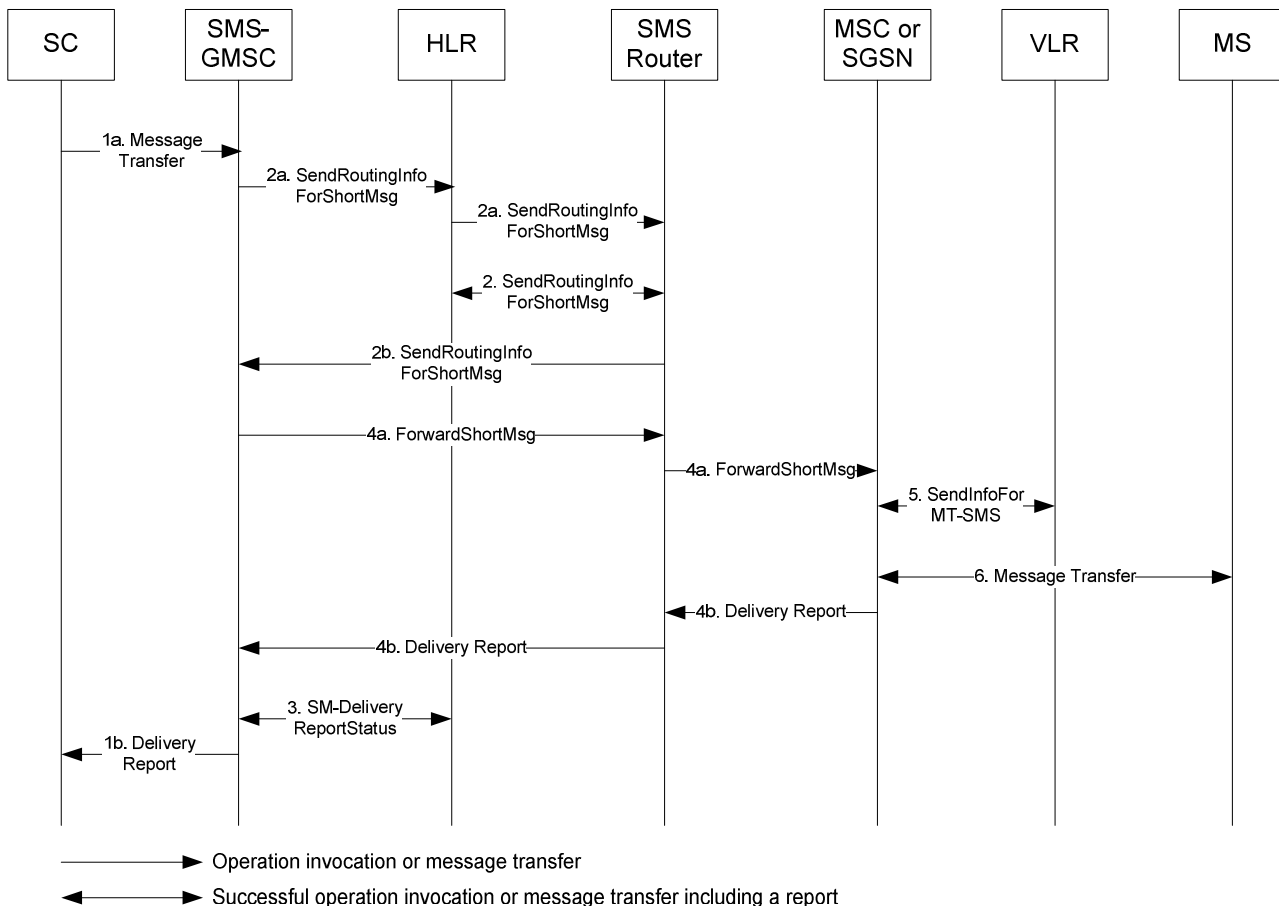 SC
SMS-
GMSC
HLR
SMS
Router
MSC or
SGSN
VLR
MS
1a. Message
Transfer
2a. SendRoutingInfo
ForShortMsg
2a. SendRoutingInfo
ForShortMsg
2. SendRoutingInfo
ForShortMsg
2b. SendRoutingInfo
ForShortMsg
4a. ForwardShortMsg
4a. ForwardShortMsg
5. SendInfoFor
MT-SMS
6. Message Transfer
4b. Delivery Report
4b. Delivery Report
3. SM-Delivery
ReportStatus
1b. Delivery
Report
Operation invocation or message transfer
Successful operation invocation or message transfer including a report